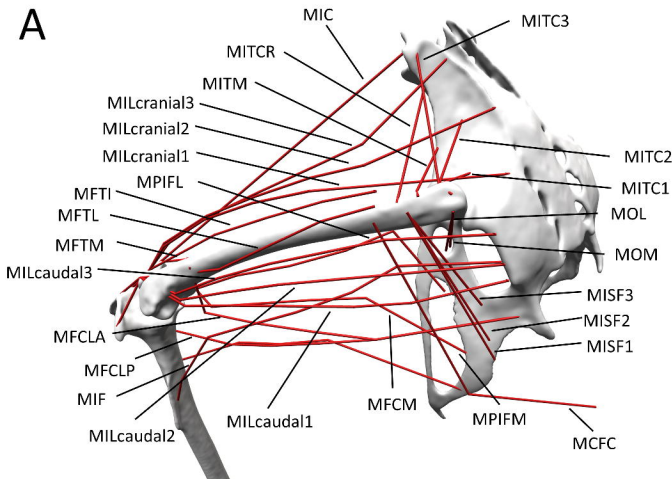 A
MIC
MITC3
MITCR
MITM
MILcranial3
MILcranial2
MILcranial1
MPIFL
MFTI
MFTL
MFTM
MILcaudal3
MITC2
MITC1
MOL
MOM
MISF3
MISF2
MISF1
MFCLA
MFCLP
MIF
MILcaudal2
MILcaudal1
MFCM
MPIFM
MCFC